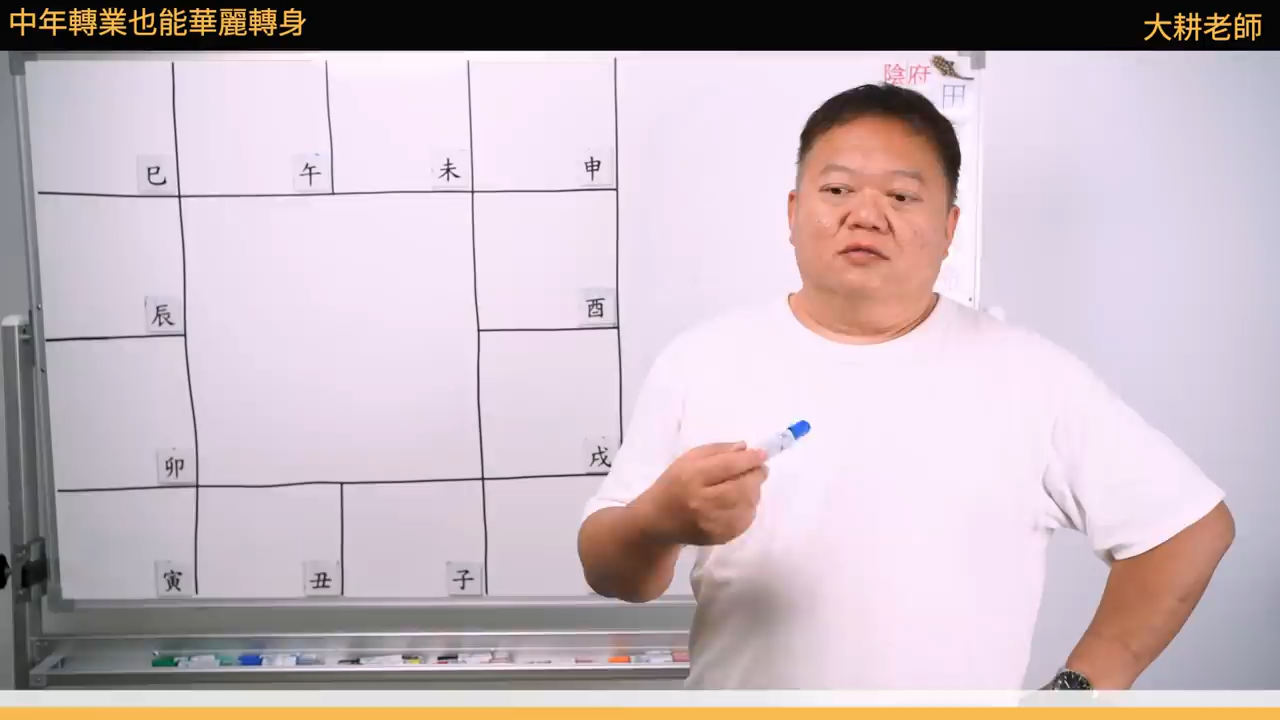 中年轉業也能華麗轉身
大耕老師
陰府
田
巳
午
未
申
辰
酉
卯
戌
寅
丑
子